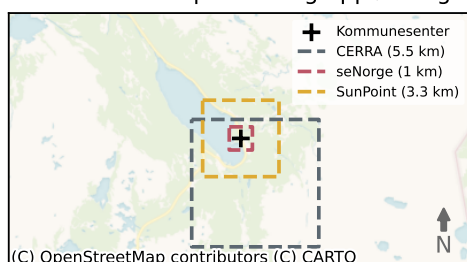 Kommunesenter
CERRA (5.5 km)
seNorge (1 km)
SunPoint (3.3 km)
N
(C) OpenStreetMap contributors (C) CARTO